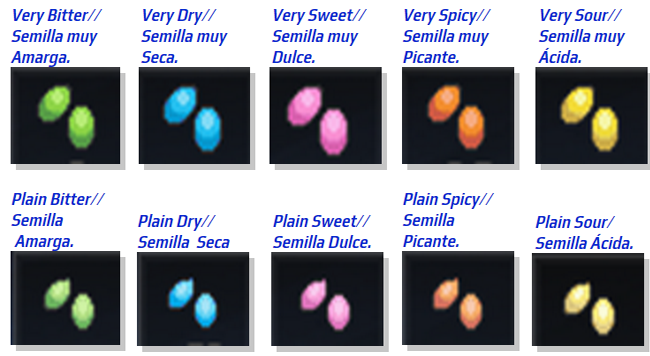 Very Bitter//
Semilla muy
Amarga.
Very Dry//
Semilla muy
Seca.
Very Sweet//
Semilla muy
Dulce.
Very Spicy//
Semilla muy
Picante.
Very Sour//
Semilla muy
Ácida.
Plain Bitter//
Semilla
Amarga.
Plain Dry//
Semilla Seca
Plain Sweet//
Semilla Dulce.
Plain Spicy//
Semilla
Picante.
Plain Sour/
Semilla Ácida.